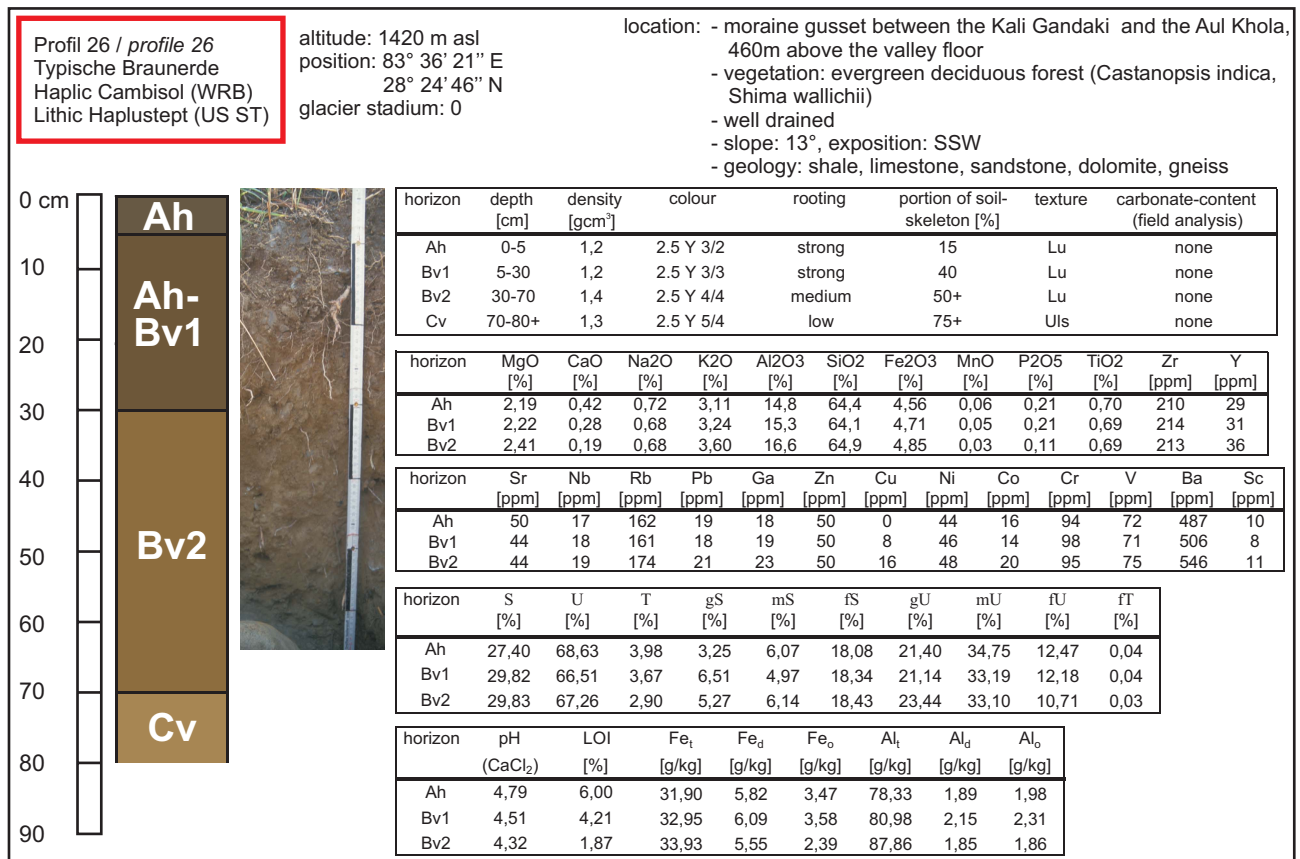 Profil 26 / profile 26
Typische Braunerde
Haplic Cambisol (WRB)
Lithic Haplustept (US ST)
altitude: 1420 m asl
position: 83° 36' 21'' E
28° 24' 46'' N
glacier stadium: 0
location: - moraine gusset between the Kali Gandaki and the Aul Khola,
460m above the valley floor
- vegetation: evergreen deciduous forest (Castanopsis indica,
Shima wallichii)
- well drained
- slope: 13°, exposition: SSW
- geology: shale, limestone, sandstone, dolomite, gneiss
0 cm
10
20
30
40
50
60
70
80
90
Ah
Ah-
Bv1
Bv2
Cv
horizon depth density colour rooting portion of soil- texture carbonate-content
[cm] [gcm³] skeleton [%] (field analysis)
Ah 0-5 1,2 2.5 Y 3/2 strong 15 Lu none
Bv1 5-30 1,2 2.5 Y 3/3 strong 40 Lu none
Bv2 30-70 1,4 2.5 Y 4/4 medium 50+ Lu none
Cv 70-80+ 1,3 2.5 Y 5/4 low 75+ Uls none
horizon MgO CaO Na2O K2O Al2O3 SiO2 Fe2O3 MnO P2O5 TiO2 Zr Y
[%] [%] [%] [%] [%] [%] [%] [%] [%] [%] [ppm] [ppm]
Ah 2,19 0,42 0,72 3,11 14,8 64,4 4,56 0,06 0,21 0,70 210 29
Bv1 2,22 0,28 0,68 3,24 15,3 64,1 4,71 0,05 0,21 0,69 214 31
Bv2 2,41 0,19 0,68 3,60 16,6 64,9 4,85 0,03 0,11 0,69 213 36
horizon Sr Nb Rb Pb Ga Zn Cu Ni Co Cr V Ba Sc
[ppm] [ppm] [ppm] [ppm] [ppm] [ppm] [ppm] [ppm] [ppm] [ppm] [ppm] [ppm] [ppm]
Ah 50 17 162 19 18 50 0 44 16 94 72 487 10
Bv1 44 18 161 18 19 50 8 46 14 98 71 506 8
Bv2 44 19 174 21 23 50 16 48 20 95 75 546 11
horizon S U T gS mS fS gU mU fU fT
[%] [%] [%] [%] [%] [%] [%] [%] [%] [%]
Ah 27,40 68,63 3,98 3,25 6,07 18,08 21,40 34,75 12,47 0,04
Bv1 29,82 66,51 3,67 6,51 4,97 18,34 21,14 33,19 12,18 0,04
Bv2 29,83 67,26 2,90 5,27 6,14 18,43 23,44 33,10 10,71 0,03
horizon pH LOI Feₜ Fe_d Feₒ Alₜ Al_d Alₒ
(CaCl₂) [%] [g/kg] [g/kg] [g/kg] [g/kg] [g/kg] [g/kg]
Ah 4,79 6,00 31,90 5,82 3,47 78,33 1,89 1,98
Bv1 4,51 4,21 32,95 6,09 3,58 80,98 2,15 2,31
Bv2 4,32 1,87 33,93 5,55 2,39 87,86 1,85 1,86